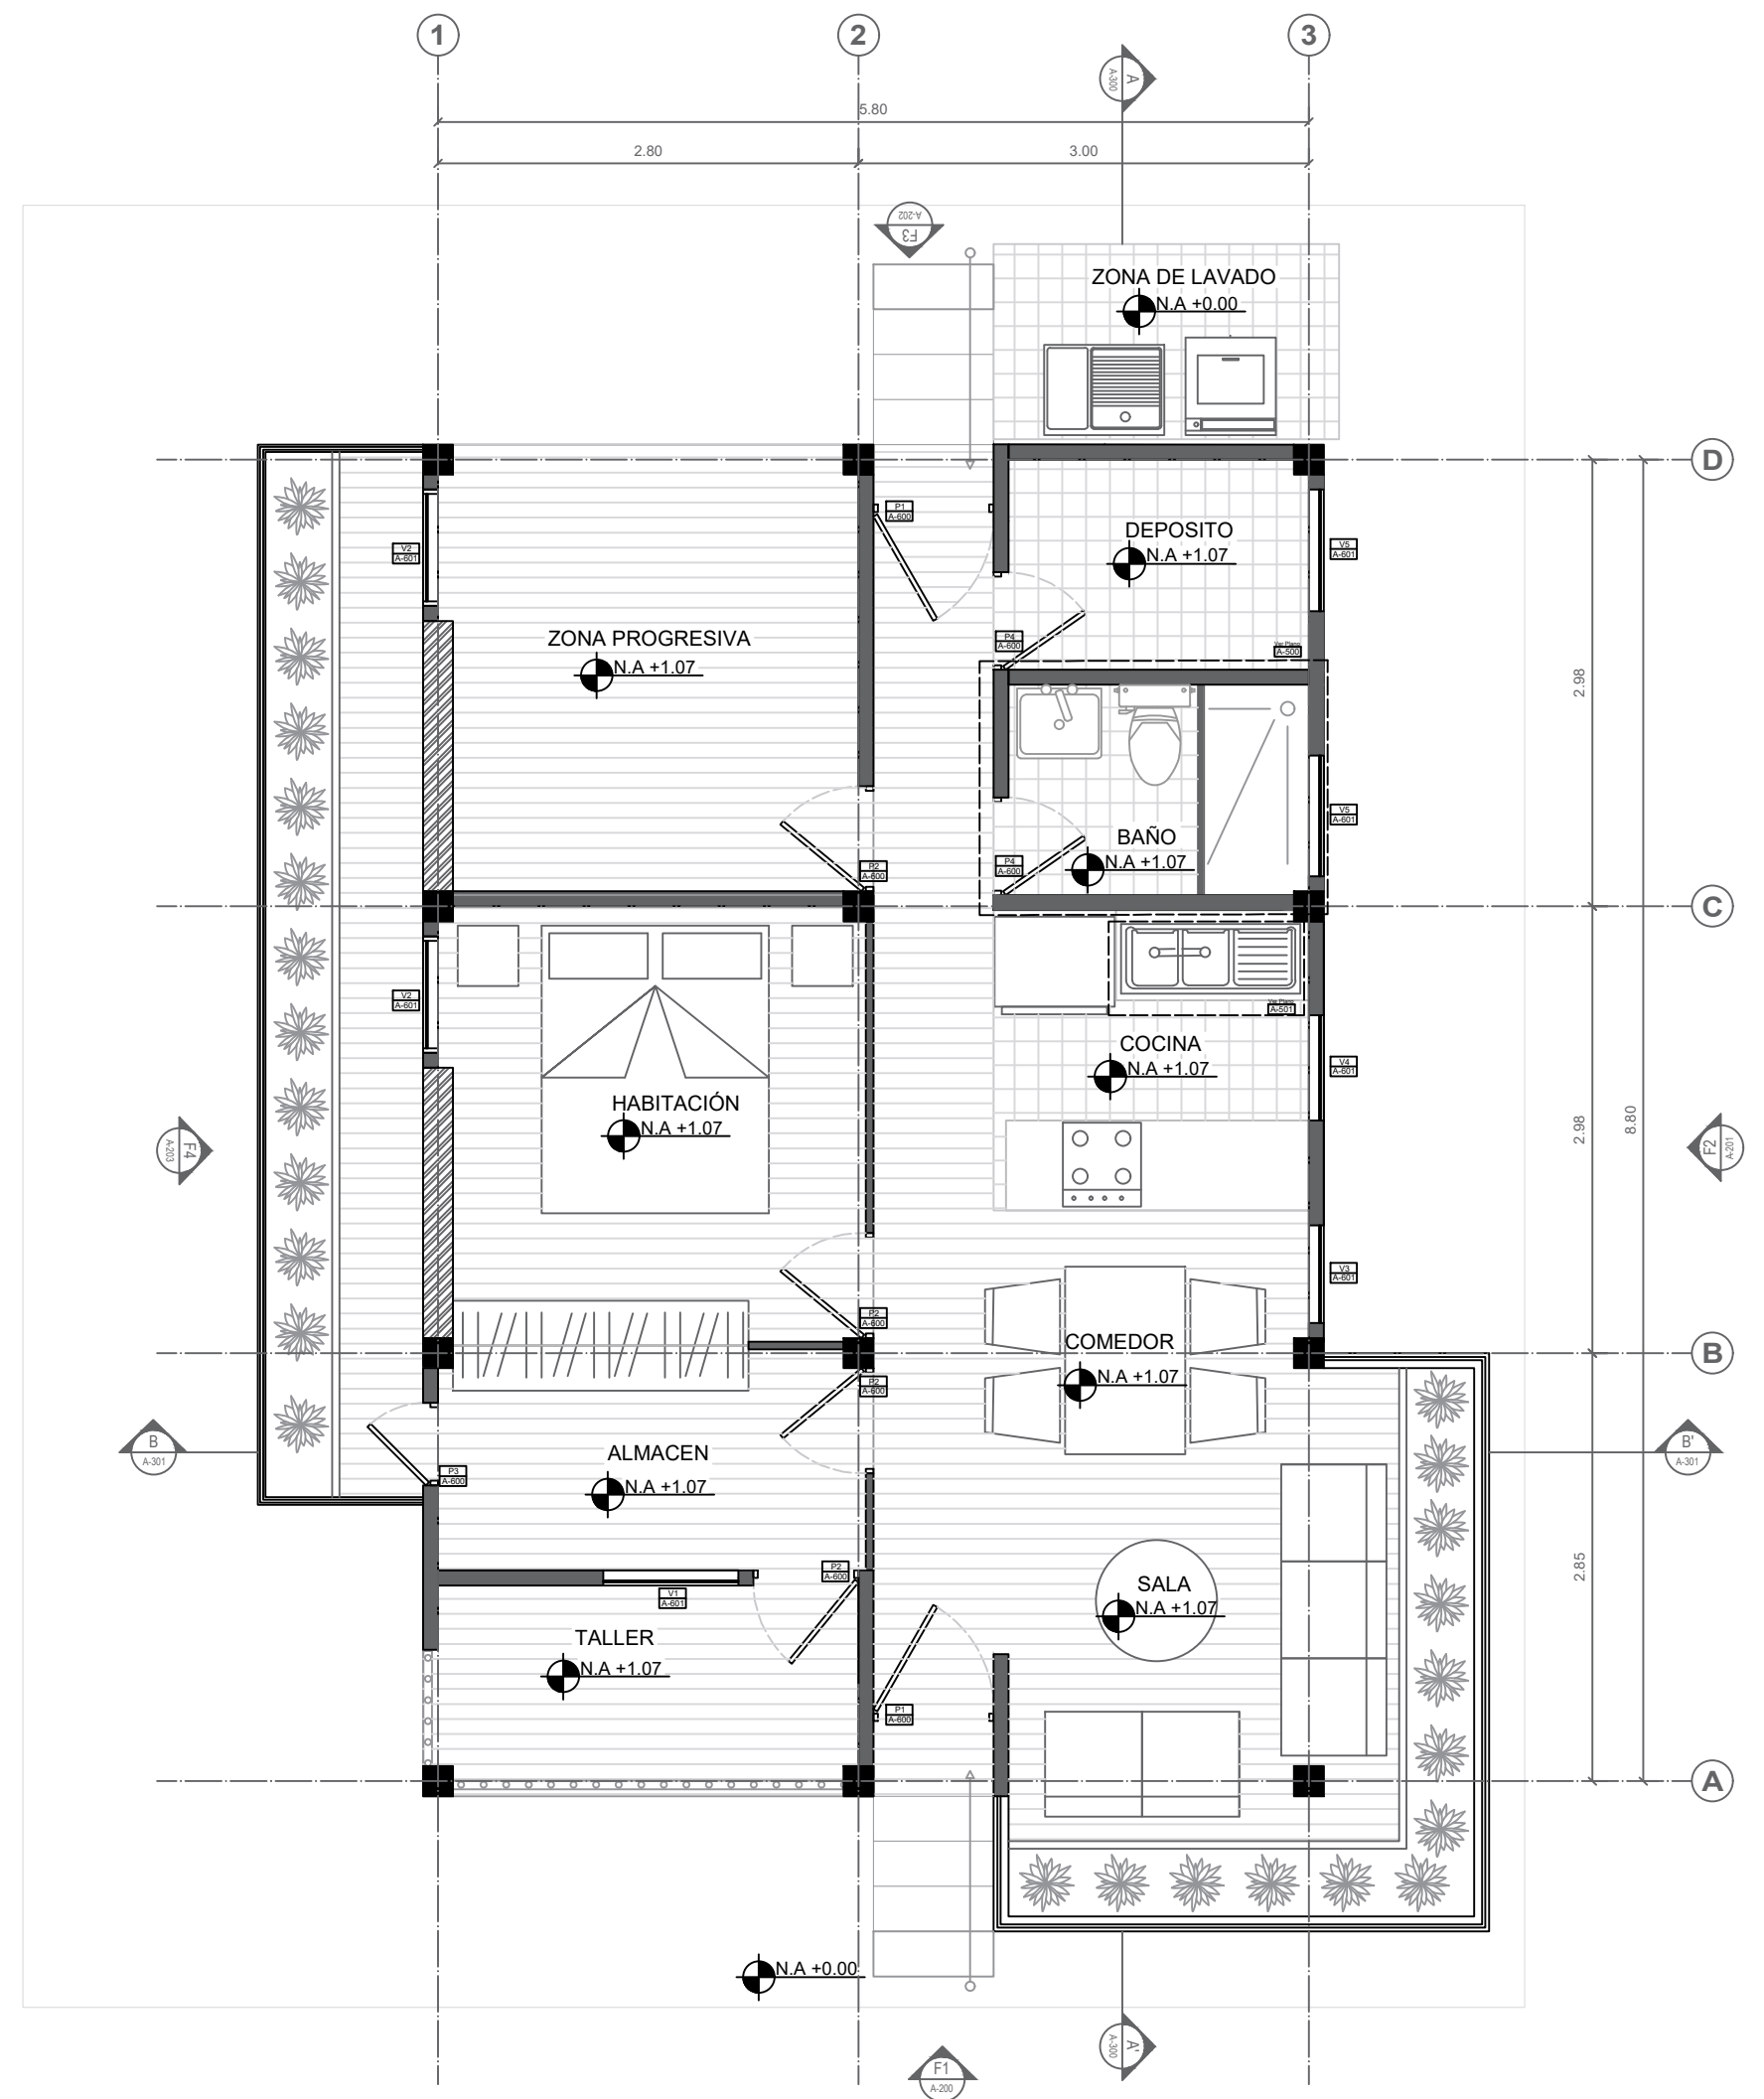 1
2
3
A
A-300
5.80
2.80
3.00
A-202
F3
ZONA DE LAVADO
N.A +0.00
D
P1
A-600
DEPOSITO
N.A +1.07
V2
A-601
V5
A-601
ZONA PROGRESIVA
N.A +1.07
P4
A-600
Ver Plano
A-500
2.98
BAÑO
N.A +1.07
V5
A-601
P2
A-600
P4
A-600
C
V2
A-601
Ver Plano
A-501
COCINA
N.A +1.07
V4
A-601
HABITACIÓN
N.A +1.07
2.98
8.80
F4
A-203
F2
A-201
V3
A-601
P2
A-600
COMEDOR
N.A +1.07
B
P2
A-600
B
A-301
B'
A-301
ALMACEN
N.A +1.07
P3
A-600
P2
A-600
V1
A-601
SALA
N.A +1.07
2.85
TALLER
N.A +1.07
P1
A-600
A
N.A +0.00
A'
A-300
F1
A-200